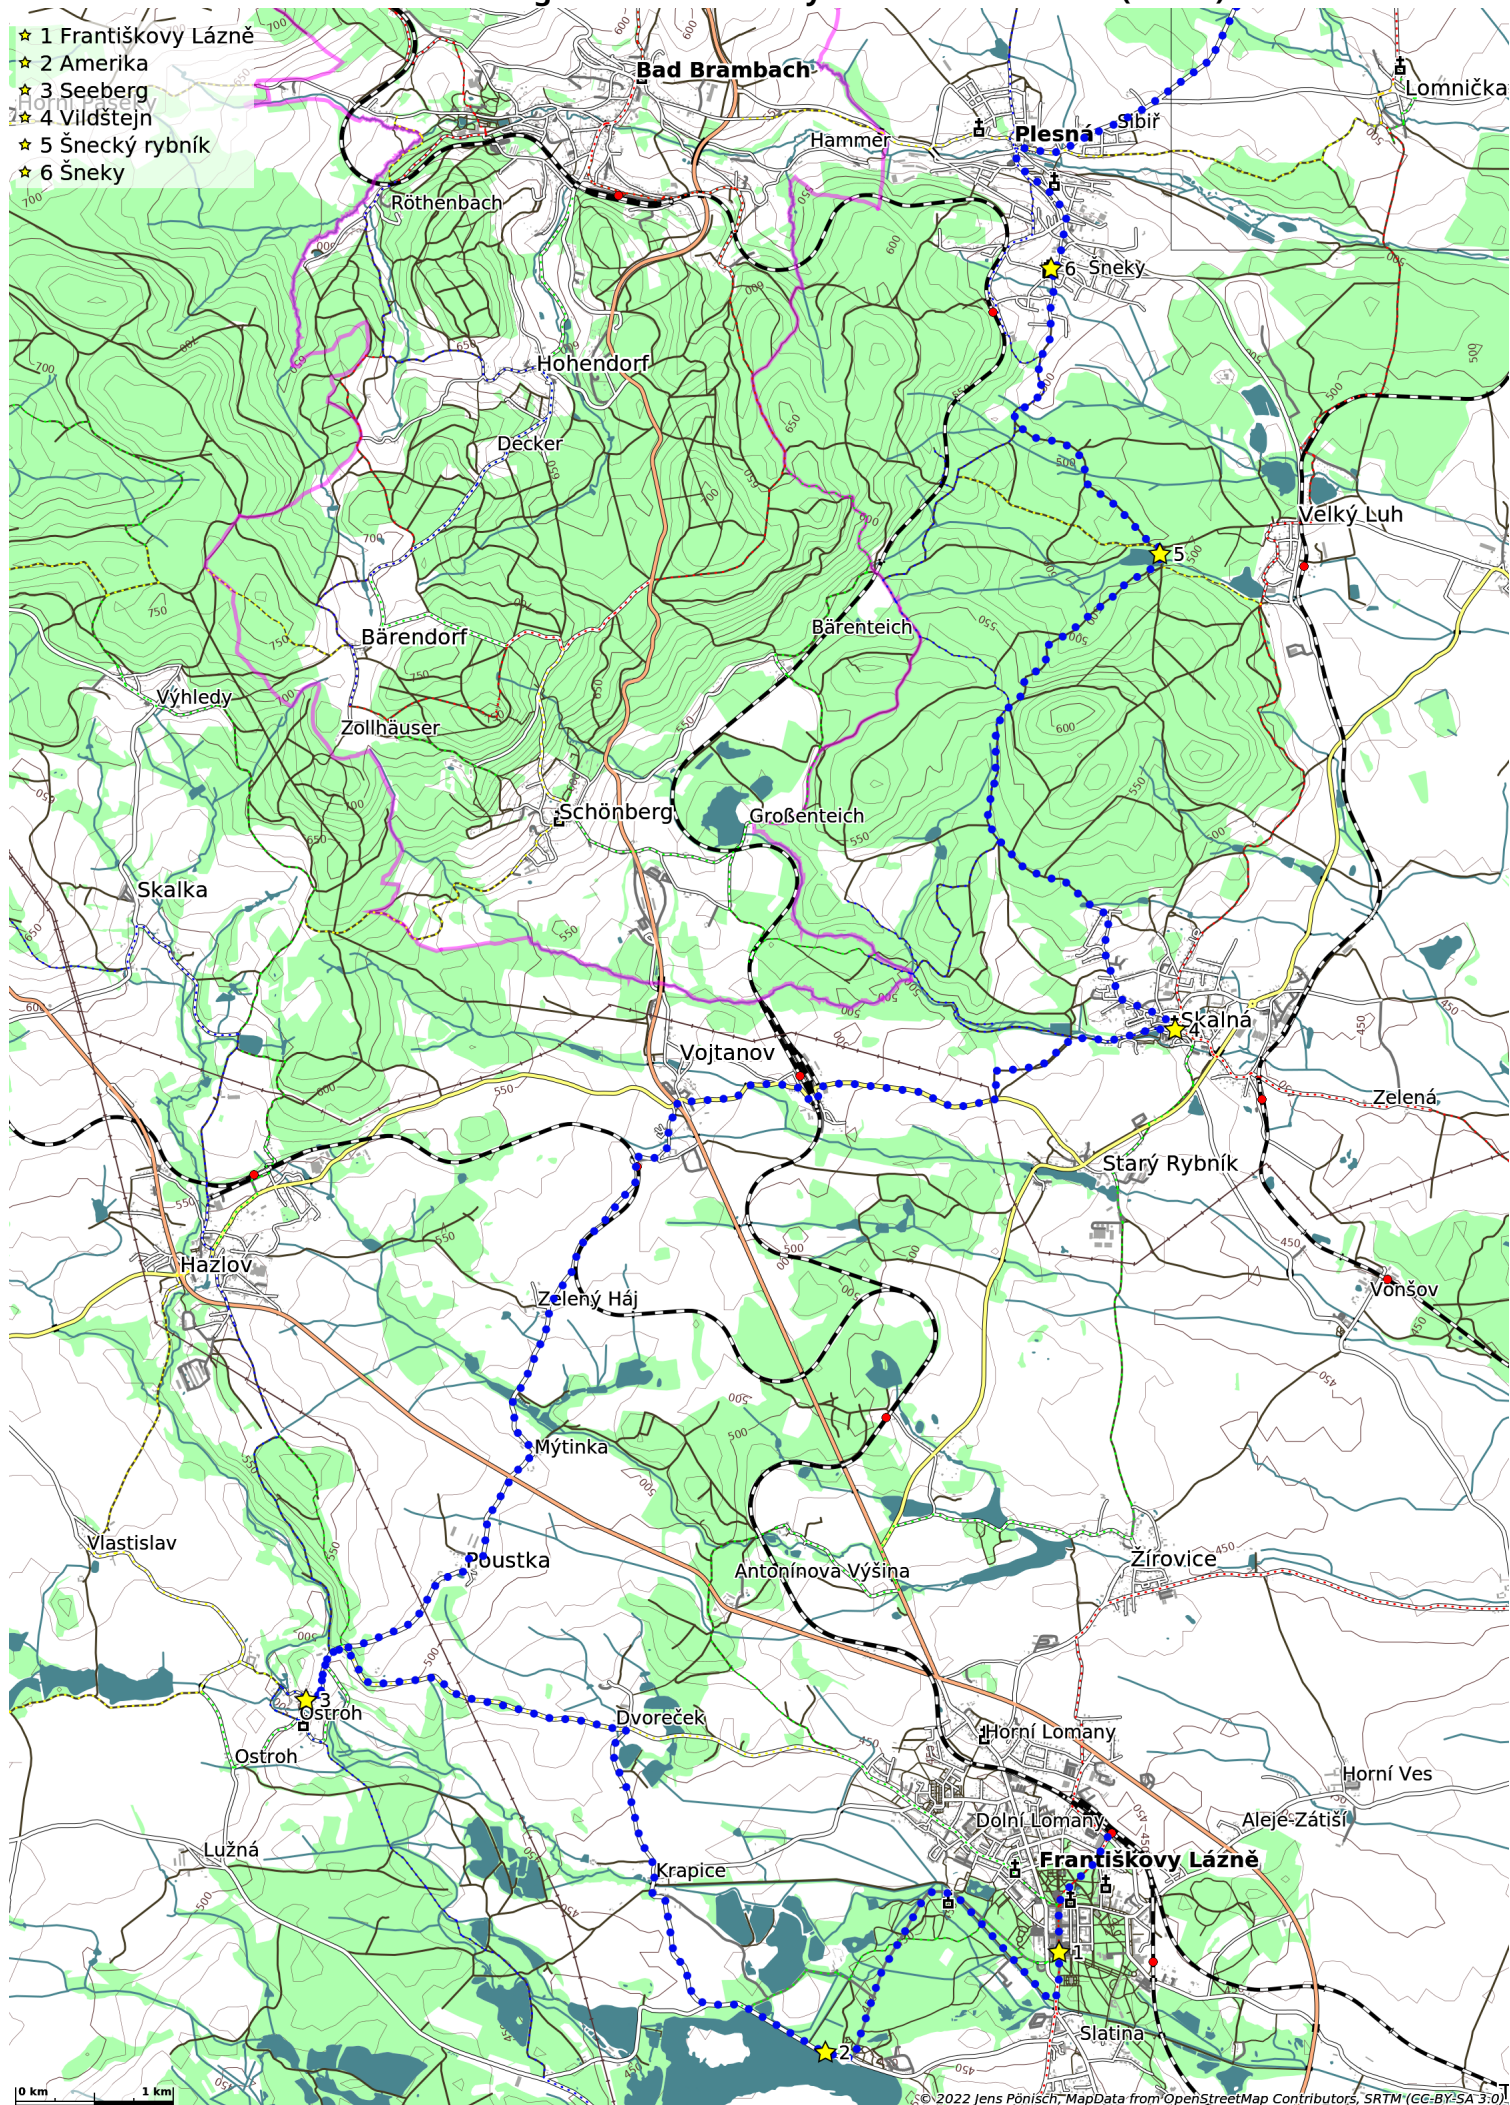 1 Františkovy Lázně
2 Amerika
3 Seeberg
Horní Paseky
4 Vildštejn
5 Šnecký rybník
6 Šneky
Bad Brambach
Lomnička
Sibiř
Plesná
Hammer
Röthenbach
6 Šneky
Hohendorf
Decker
Velký Luh
5
Bärenteich
Bärendorf
Výhledy
Zollhäuser
Schönberg
Großenteich
Skalka
Skalná
4
Vojtanov
Zelená
Starý Rybník
Hazlov
Vonšov
Zelený Háj
Mýtinka
Vlastislav
Poustka
Žírovice
Antonínova Výšina
3
Ostroh
Dvoreček
Horní Lomany
Ostroh
Horní Ves
Dolní Lomany
Aleje-Zátiší
Lužná
Františkovy Lázně
Krapice
1
Slatina
2
0 km
1 km
© 2022 Jens Pönisch, MapData from OpenStreetMap Contributors, SRTM (CC-BY-SA 3.0)